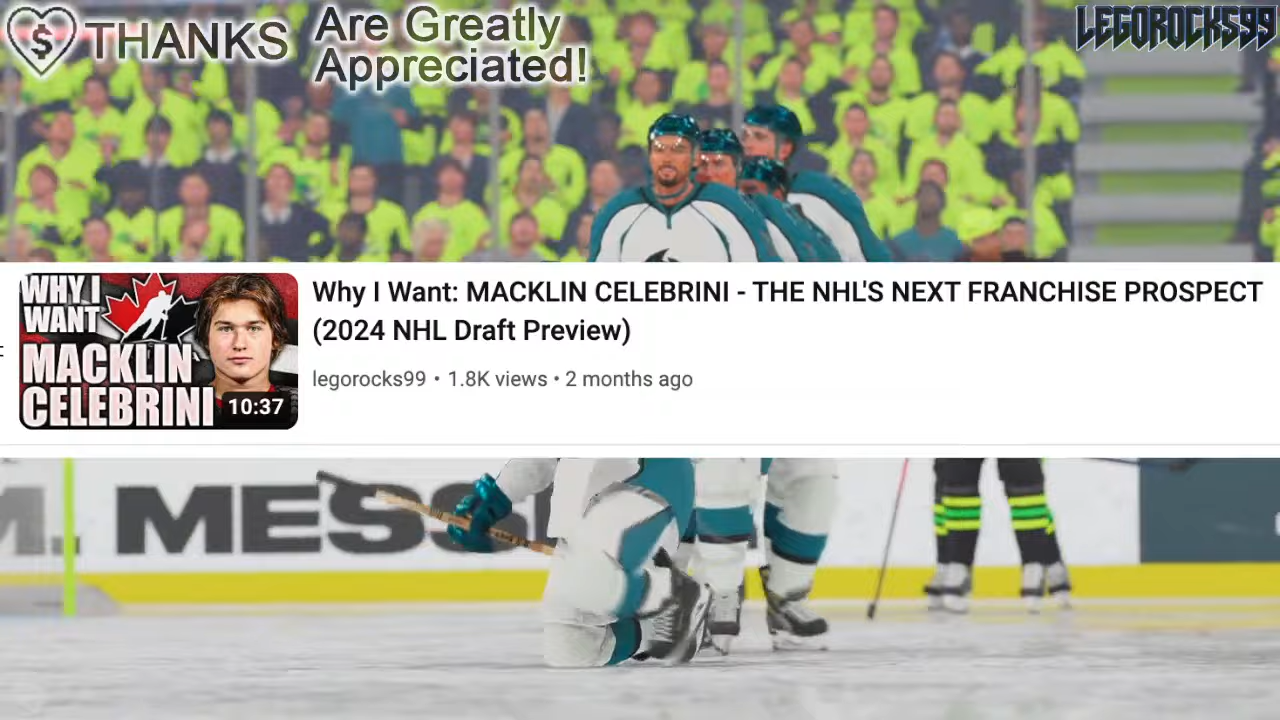 THANKS
Are Greatly
Appreciated!
LEGOROCKS99
WHY I
WANT
MACKLIN
CELEBRINI
10:37
Why I Want: MACKLIN CELEBRINI - THE NHL'S NEXT FRANCHISE PROSPECT
(2024 NHL Draft Preview)
legorocks99 • 1.8K views • 2 months ago
M. MESS